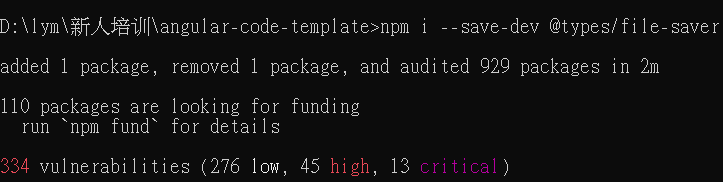 D:\lym\新人培训\angular-code-template>npm i --save-dev @types/file-saver
added 1 package, removed 1 package, and audited 929 packages in 2m
110 packages are looking for funding
run `npm fund` for details
334 vulnerabilities (276 low, 45 high, 13 critical)